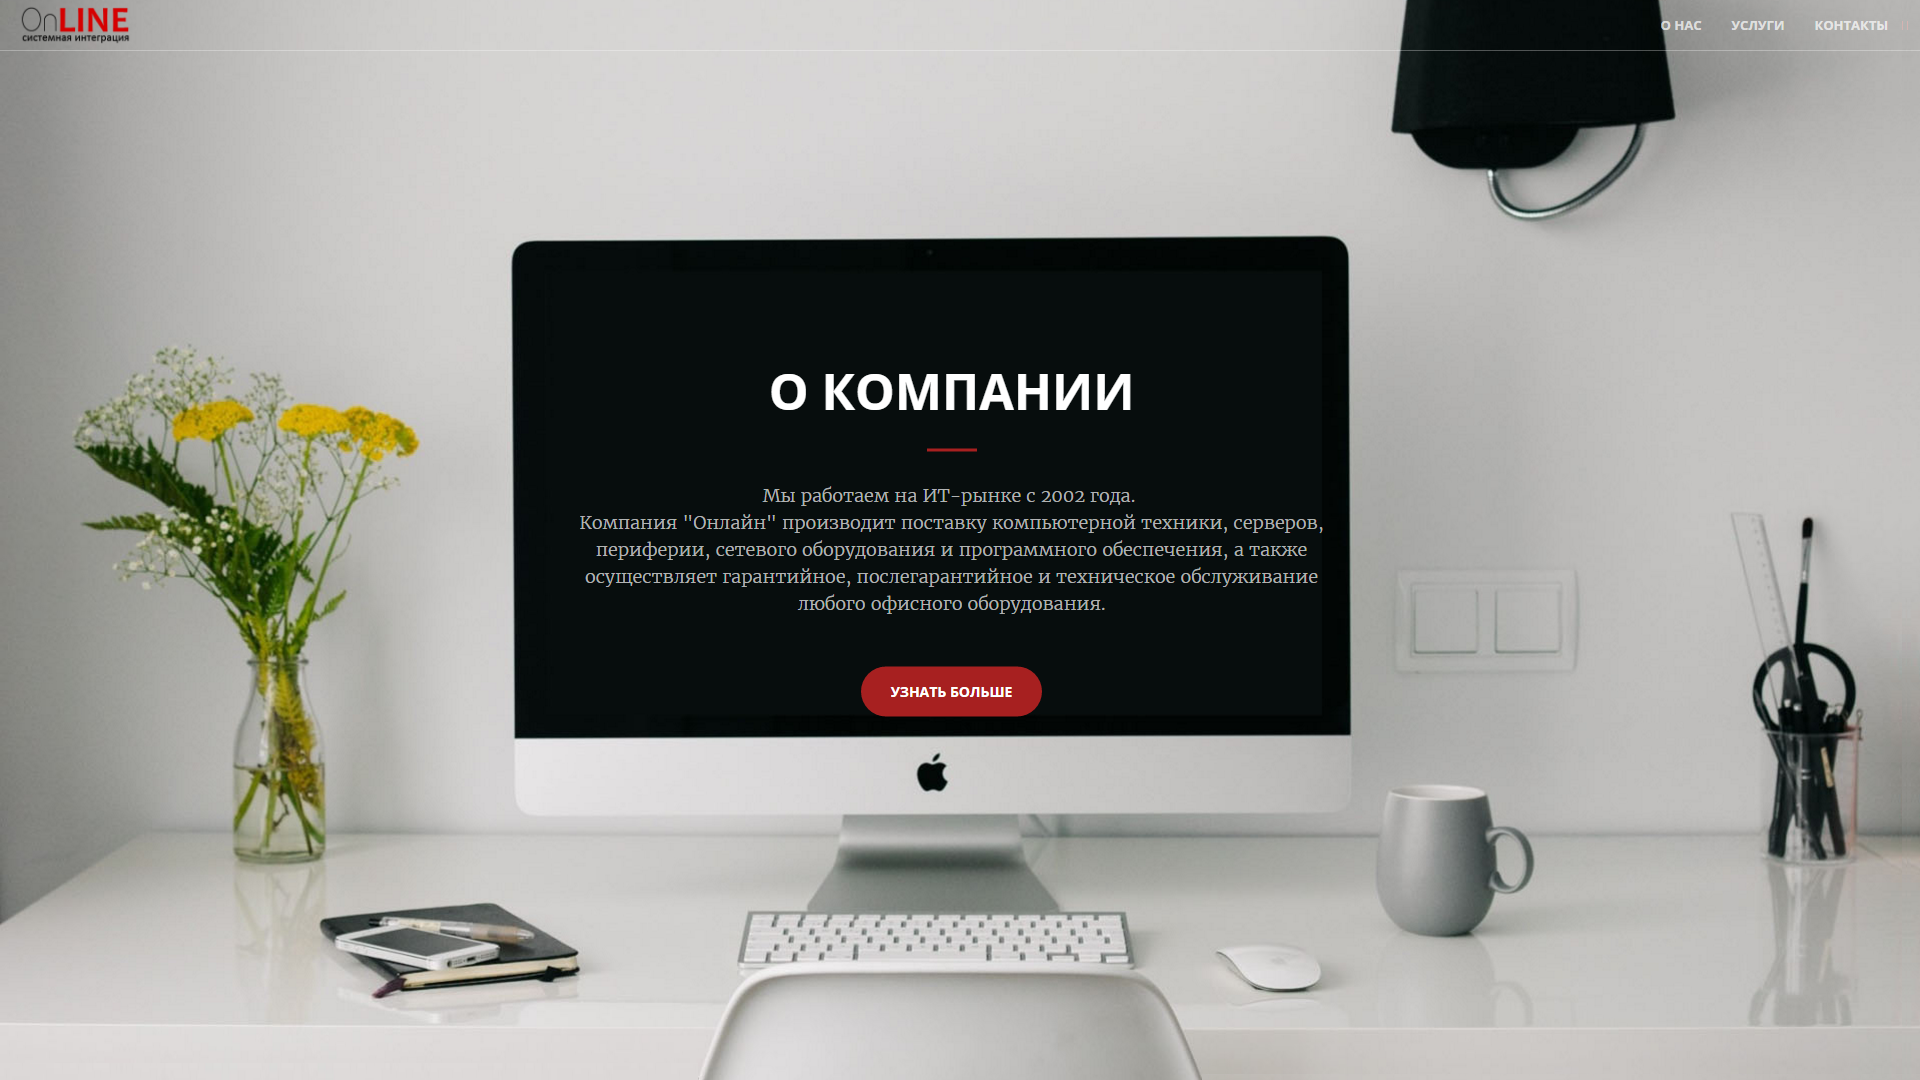 OnLINE
системная интеграция
О НАС
УСЛУГИ
КОНТАКТЫ
О КОМПАНИИ
Мы работаем на ИТ-рынке с 2002 года.
Компания "Онлайн" производит поставку компьютерной техники, серверов,
периферии, сетевого оборудования и программного обеспечения, а также
осуществляет гарантийное, послегарантийное и техническое обслуживание
любого офисного оборудования.
УЗНАТЬ БОЛЬШЕ